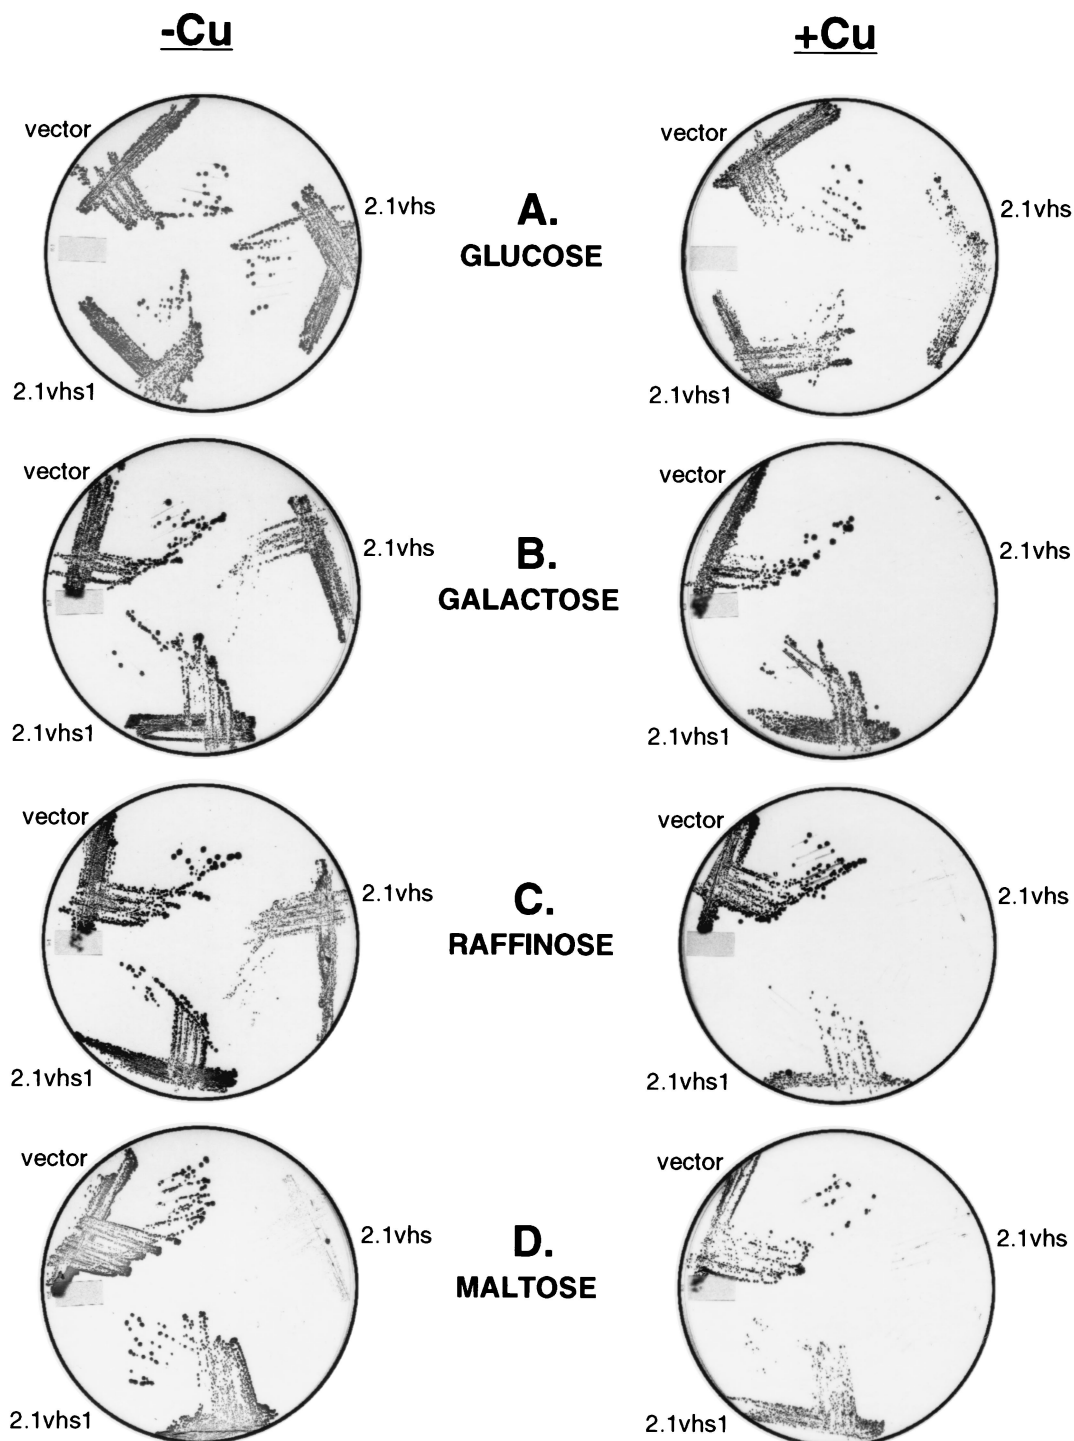 -Cu
+Cu
vector
2.1vhs
2.1vhs1
A.
GLUCOSE
vector
2.1vhs
2.1vhs1
vector
2.1vhs
2.1vhs1
B.
GALACTOSE
vector
2.1vhs
2.1vhs1
vector
2.1vhs
2.1vhs1
C.
RAFFINOSE
vector
2.1vhs
2.1vhs1
vector
2.1vhs
2.1vhs1
D.
MALTOSE
vector
2.1vhs
2.1vhs1